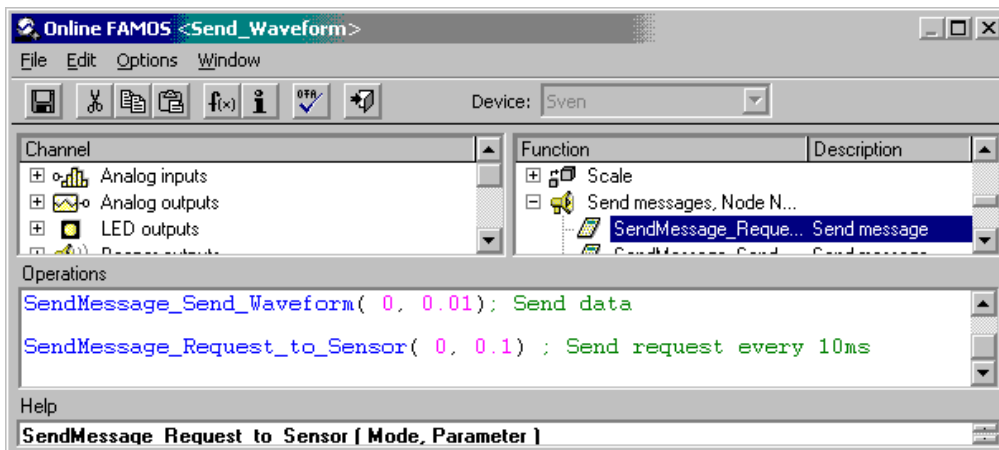 Online FAMOS <Send_Waveform>
File Edit Options Window
f(x) i OFA Device: Sven
Channel
Analog inputs
Analog outputs
LED outputs
Function Description
Scale
Send messages, Node N...
SendMessage_Reque... Send message
Operations
SendMessage_Send_Waveform( 0, 0.01); Send data
SendMessage_Request_to_Sensor( 0, 0.1) ; Send request every 10ms
Help
SendMessage_Request_to_Sensor ( Mode, Parameter )